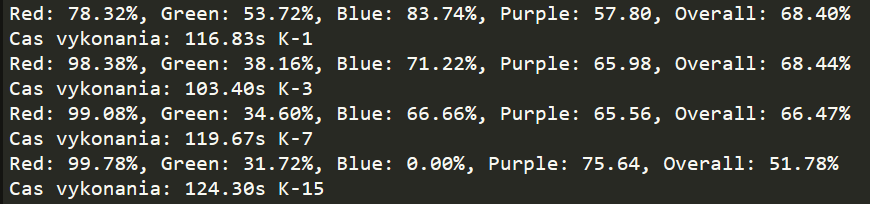 Red: 78.32%, Green: 53.72%, Blue: 83.74%, Purple: 57.80, Overall: 68.40%
Cas vykonania: 116.83s K-1
Red: 98.38%, Green: 38.16%, Blue: 71.22%, Purple: 65.98, Overall: 68.44%
Cas vykonania: 103.40s K-3
Red: 99.08%, Green: 34.60%, Blue: 66.66%, Purple: 65.56, Overall: 66.47%
Cas vykonania: 119.67s K-7
Red: 99.78%, Green: 31.72%, Blue: 0.00%, Purple: 75.64, Overall: 51.78%
Cas vykonania: 124.30s K-15